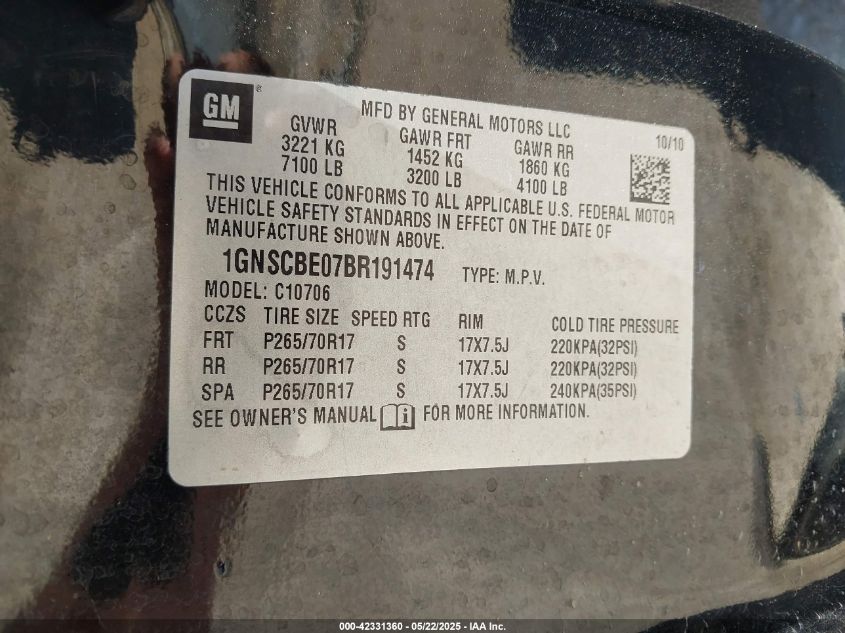 GM ®
MFD BY GENERAL MOTORS LLC
10/10
GVWR GAWR FRT GAWR RR
3221 KG 1452 KG 1860 KG
7100 LB 3200 LB 4100 LB
THIS VEHICLE CONFORMS TO ALL APPLICABLE U.S. FEDERAL MOTOR
VEHICLE SAFETY STANDARDS IN EFFECT ON THE DATE OF
MANUFACTURE SHOWN ABOVE.
1GNSCBE07BR191474 TYPE: M.P.V.
MODEL: C10706
CCZS TIRE SIZE SPEED RTG RIM COLD TIRE PRESSURE
FRT P265/70R17 S 17X7.5J 220KPA(32PSI)
RR P265/70R17 S 17X7.5J 220KPA(32PSI)
SPA P265/70R17 S 17X7.5J 240KPA(35PSI)
SEE OWNER'S MANUAL FOR MORE INFORMATION.
000-42331360 - 05/22/2025 - IAA Inc.